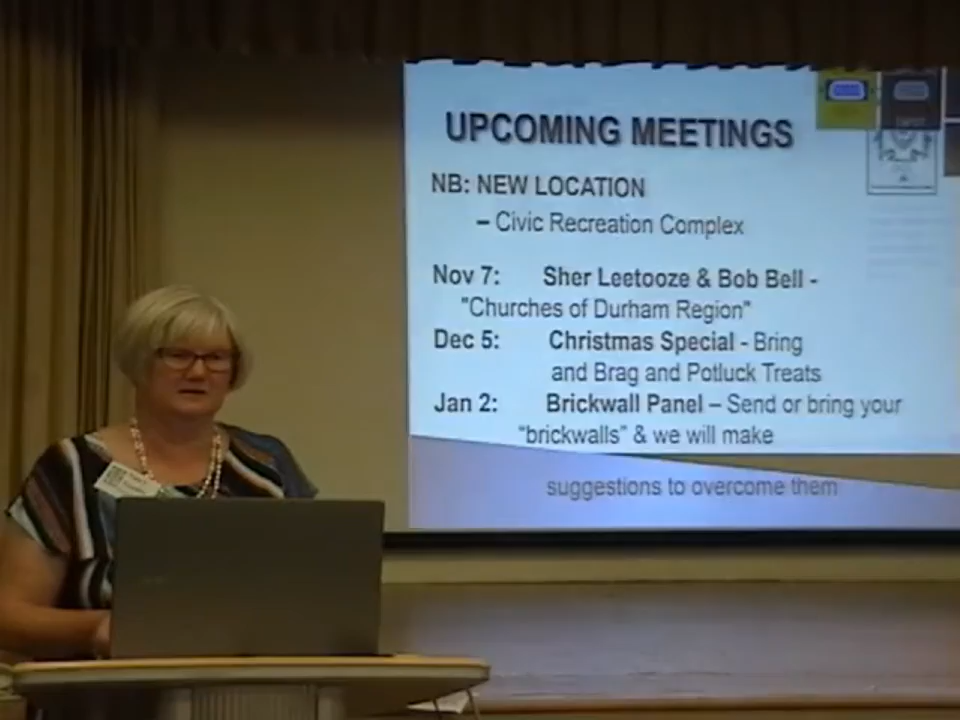 UPCOMING MEETINGS
NB: NEW LOCATION
– Civic Recreation Complex
Nov 7: Sher Leetooze & Bob Bell -
"Churches of Durham Region"
Dec 5: Christmas Special - Bring
and Brag and Potluck Treats
Jan 2: Brickwall Panel – Send or bring your
"brickwalls" & we will make
suggestions to overcome them